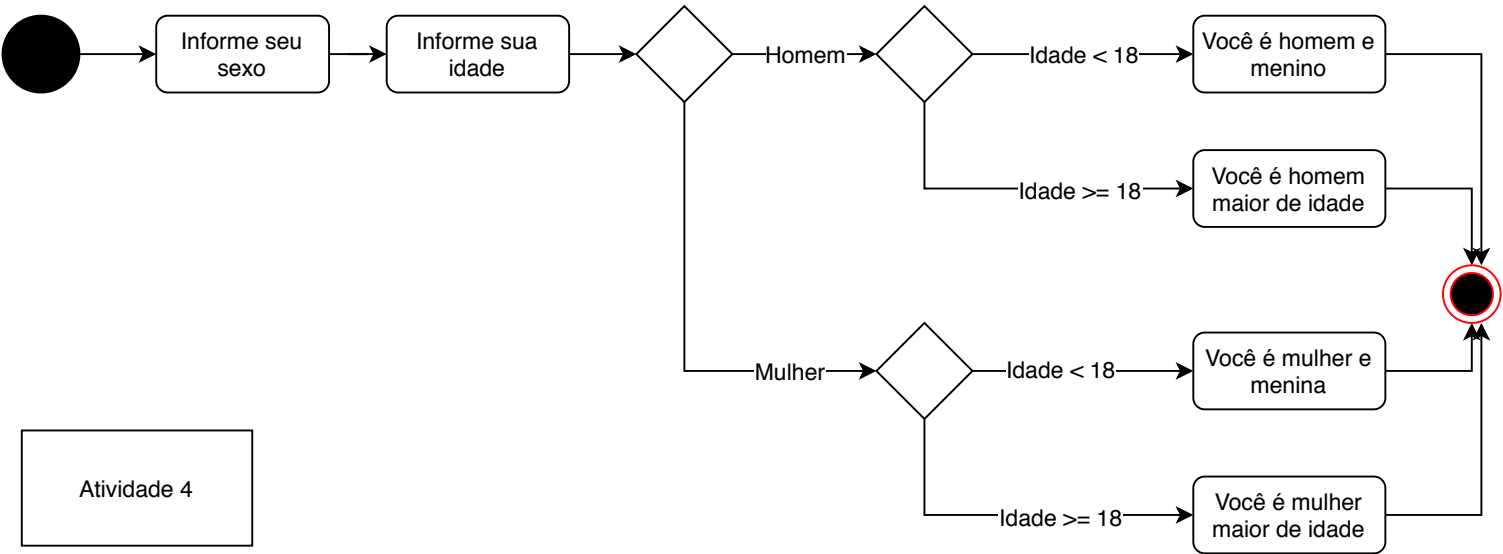 Informe seu
sexo
Informe sua
idade
Homem
Idade < 18
Você é homem e
menino
Idade >= 18
Você é homem
maior de idade
Mulher
Idade < 18
Você é mulher e
menina
Idade >= 18
Você é mulher
maior de idade
Atividade 4